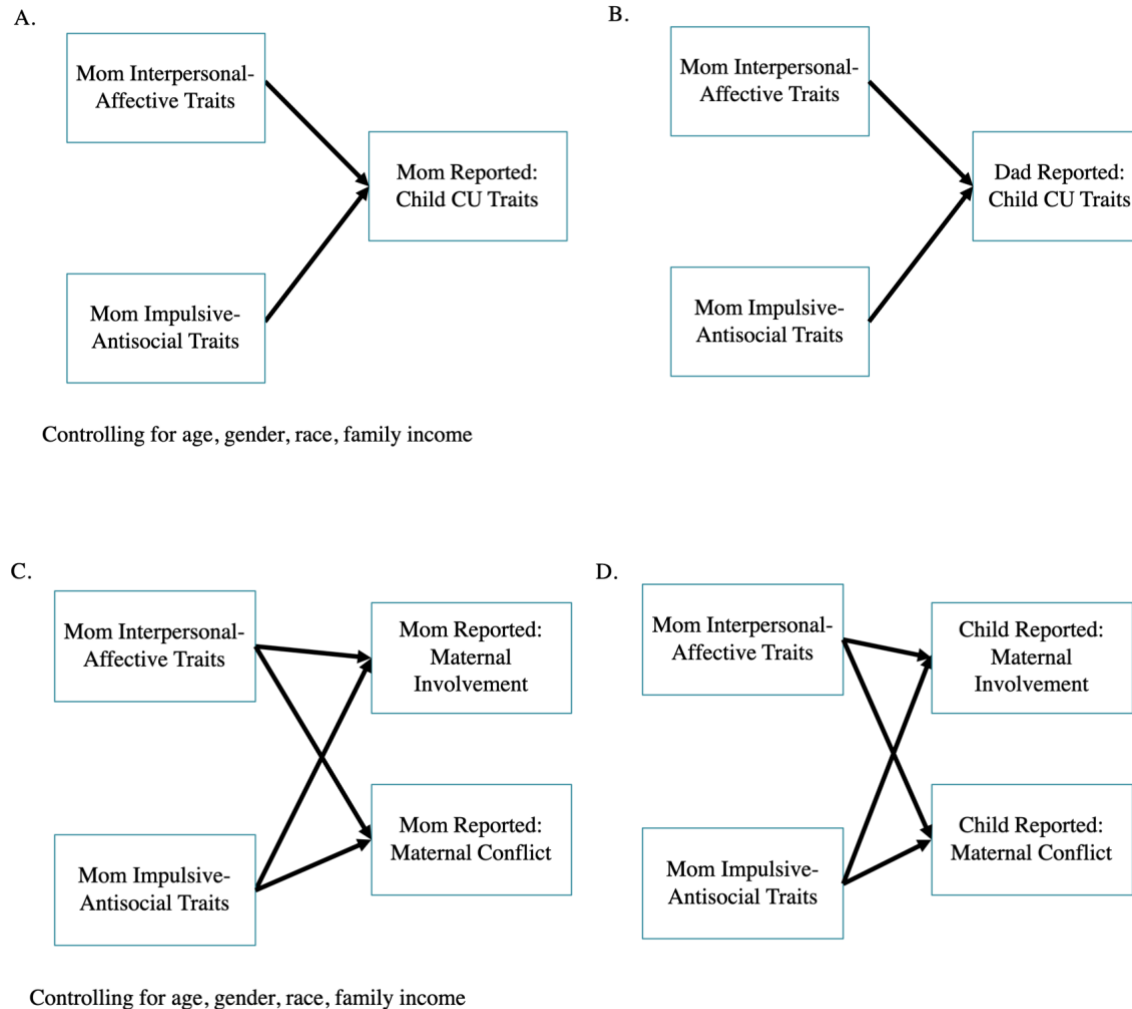 A.
Mom Interpersonal-
Affective Traits
Mom Reported:
Child CU Traits
Mom Impulsive-
Antisocial Traits
B.
Mom Interpersonal-
Affective Traits
Dad Reported:
Child CU Traits
Mom Impulsive-
Antisocial Traits
Controlling for age, gender, race, family income
C.
Mom Interpersonal-
Affective Traits
Mom Reported:
Maternal
Involvement
Mom Impulsive-
Antisocial Traits
Mom Reported:
Maternal Conflict
D.
Mom Interpersonal-
Affective Traits
Child Reported:
Maternal
Involvement
Mom Impulsive-
Antisocial Traits
Child Reported:
Maternal Conflict
Controlling for age, gender, race, family income